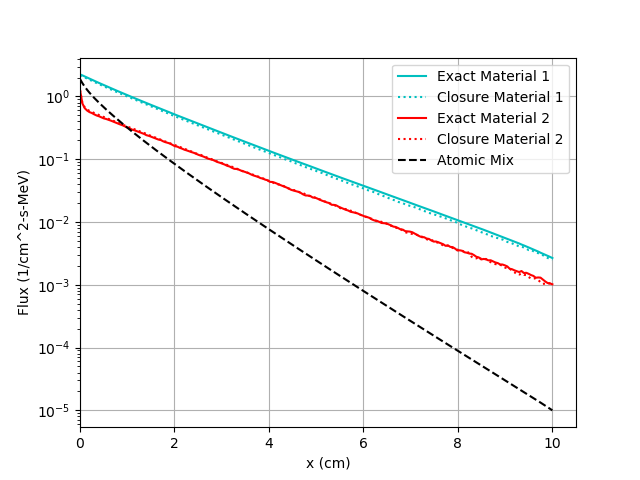 Exact Material 1
Closure Material 1
Exact Material 2
Closure Material 2
Atomic Mix
Flux (1/cm^2-s-MeV)
10^0
10^-1
10^-2
10^-3
10^-4
10^-5
0 2 4 6 8 10
x (cm)